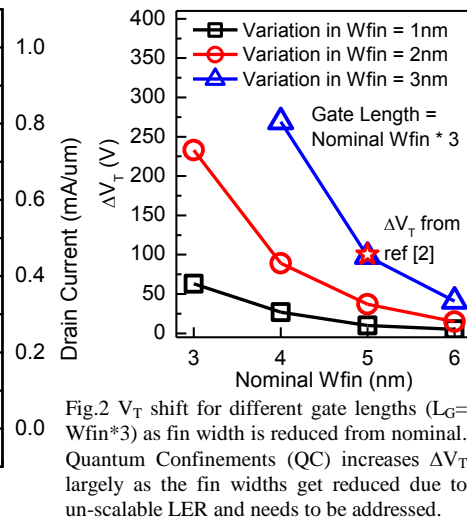 1.0
0.8
0.6
0.4
0.2
0.0
Drain Current (mA/um)
400
350
300
250
200
150
100
50
0
ΔV_T (V)
Variation in Wfin = 1nm
Variation in Wfin = 2nm
Variation in Wfin = 3nm
Gate Length =
Nominal Wfin * 3
ΔV_T from
ref [2]
3 4 5 6
Nominal Wfin (nm)
Fig.2 V_T shift for different gate lengths (L_G=
Wfin*3) as fin width is reduced from nominal.
Quantum Confinements (QC) increases ΔV_T
largely as the fin widths get reduced due to
un-scalable LER and needs to be addressed.